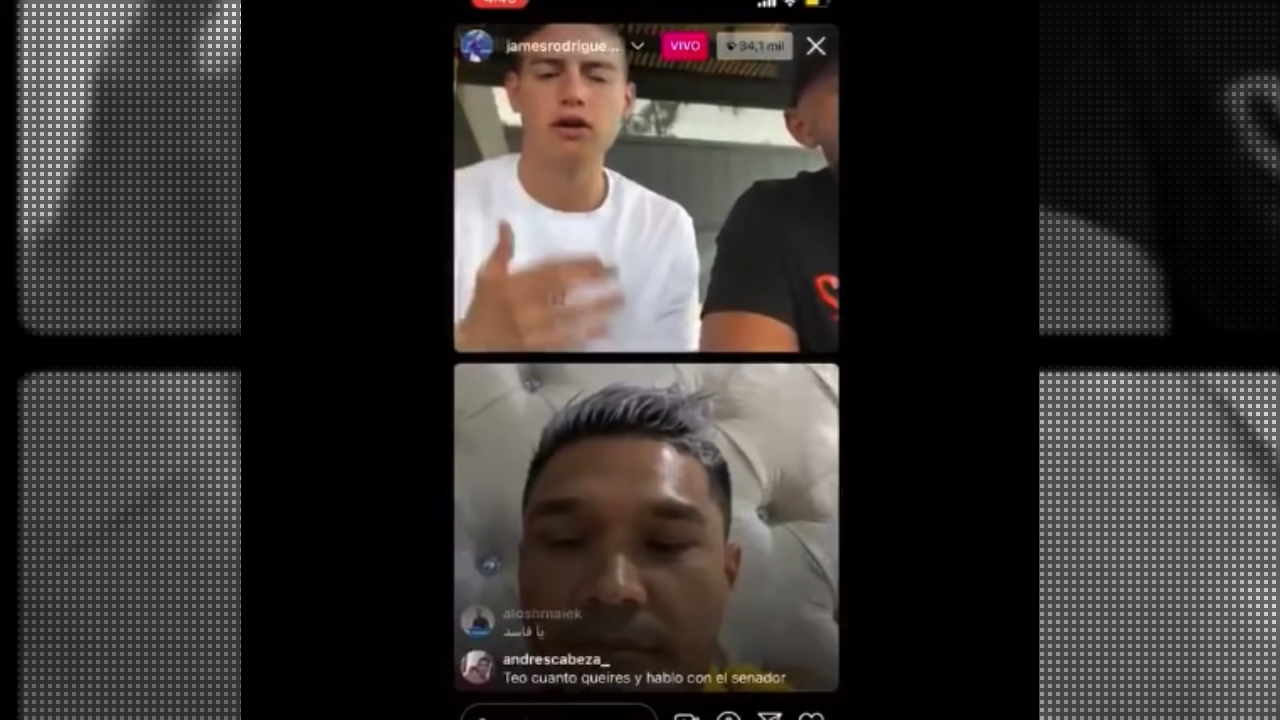 jamesrodrigue...
VIVO
34,1 mil
aloshmaiek
يا فاسد
andrescabeza_
Teo cuanto queires y hablo con el senador